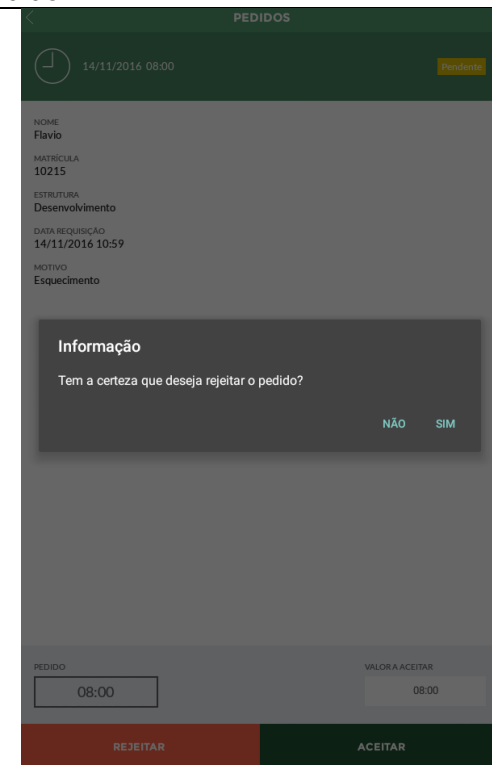 PEDIDOS
14/11/2016 08:00
Pendente
NOME
Flavio
MATRÍCULA
10215
ESTRUTURA
Desenvolvimento
DATA REQUISIÇÃO
14/11/2016 10:59
MOTIVO
Esquecimento
Informação
Tem a certeza que deseja rejeitar o pedido?
NÃO SIM
PEDIDO VALOR A ACEITAR
08:00 08:00
REJEITAR ACEITAR